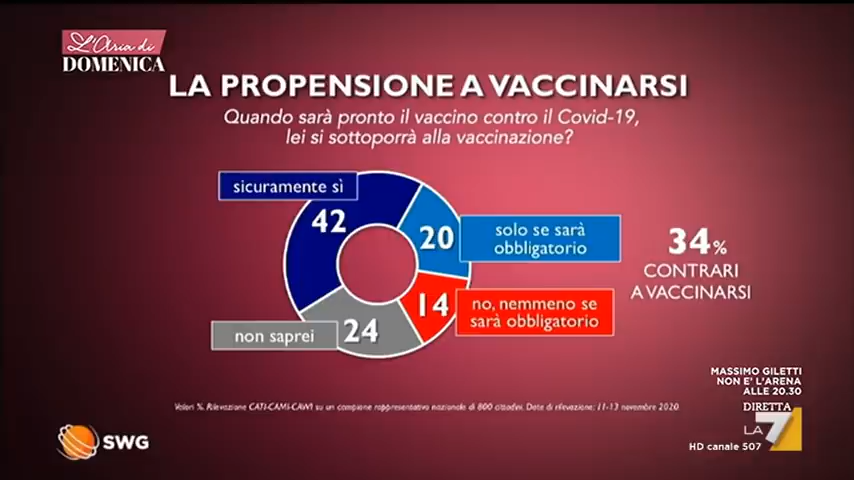 L'Aria di
DOMENICA
LA PROPENSIONE A VACCINARSI
Quando sarà pronto il vaccino contro il Covid-19,
lei si sottoporrà alla vaccinazione?
sicuramente sì
42
20
solo se sarà
obbligatorio
34%
CONTRARI
A VACCINARSI
14
no, nemmeno se
sarà obbligatorio
non saprei
24
MASSIMO GILETTI
NON E' L'ARENA
ALLE 20.30
Valori %. Rilevazione CATI-CAMI-CAWI su un campione rappresentativo nazionale di 800 cittadini. Date di rilevazione: 11-13 novembre 2020.
DIRETTA
LA 7
SWG
HD canale 507